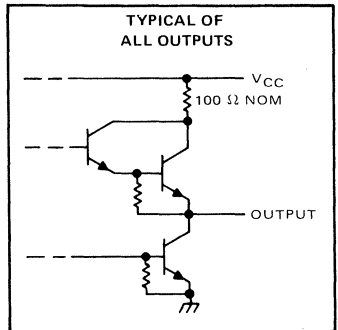 TYPICAL OF
ALL OUTPUTS
VCC
100 Ω NOM
OUTPUT